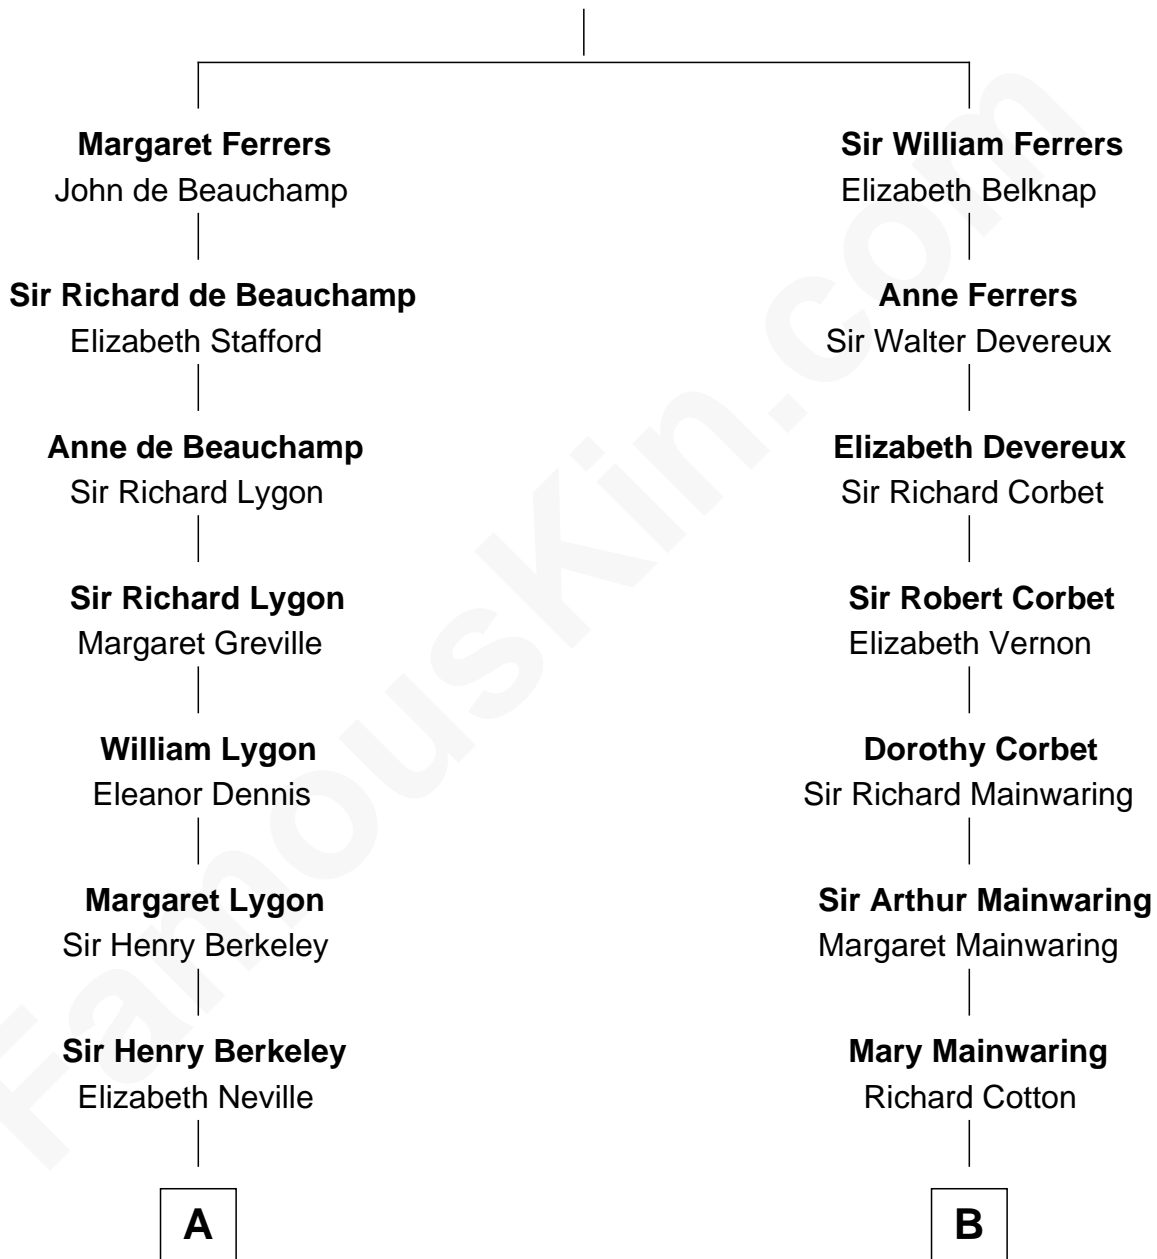 Margaret Ferrers
John de Beauchamp
Sir Richard de Beauchamp
Elizabeth Stafford
Anne de Beauchamp
Sir Richard Lygon
Sir Richard Lygon
Margaret Greville
William Lygon
Eleanor Dennis
Margaret Lygon
Sir Henry Berkeley
Sir Henry Berkeley
Elizabeth Neville
A
Sir William Ferrers
Elizabeth Belknap
Anne Ferrers
Sir Walter Devereux
Elizabeth Devereux
Sir Richard Corbet
Sir Robert Corbet
Elizabeth Vernon
Dorothy Corbet
Sir Richard Mainwaring
Sir Arthur Mainwaring
Margaret Mainwaring
Mary Mainwaring
Richard Cotton
B
FamousKin.com